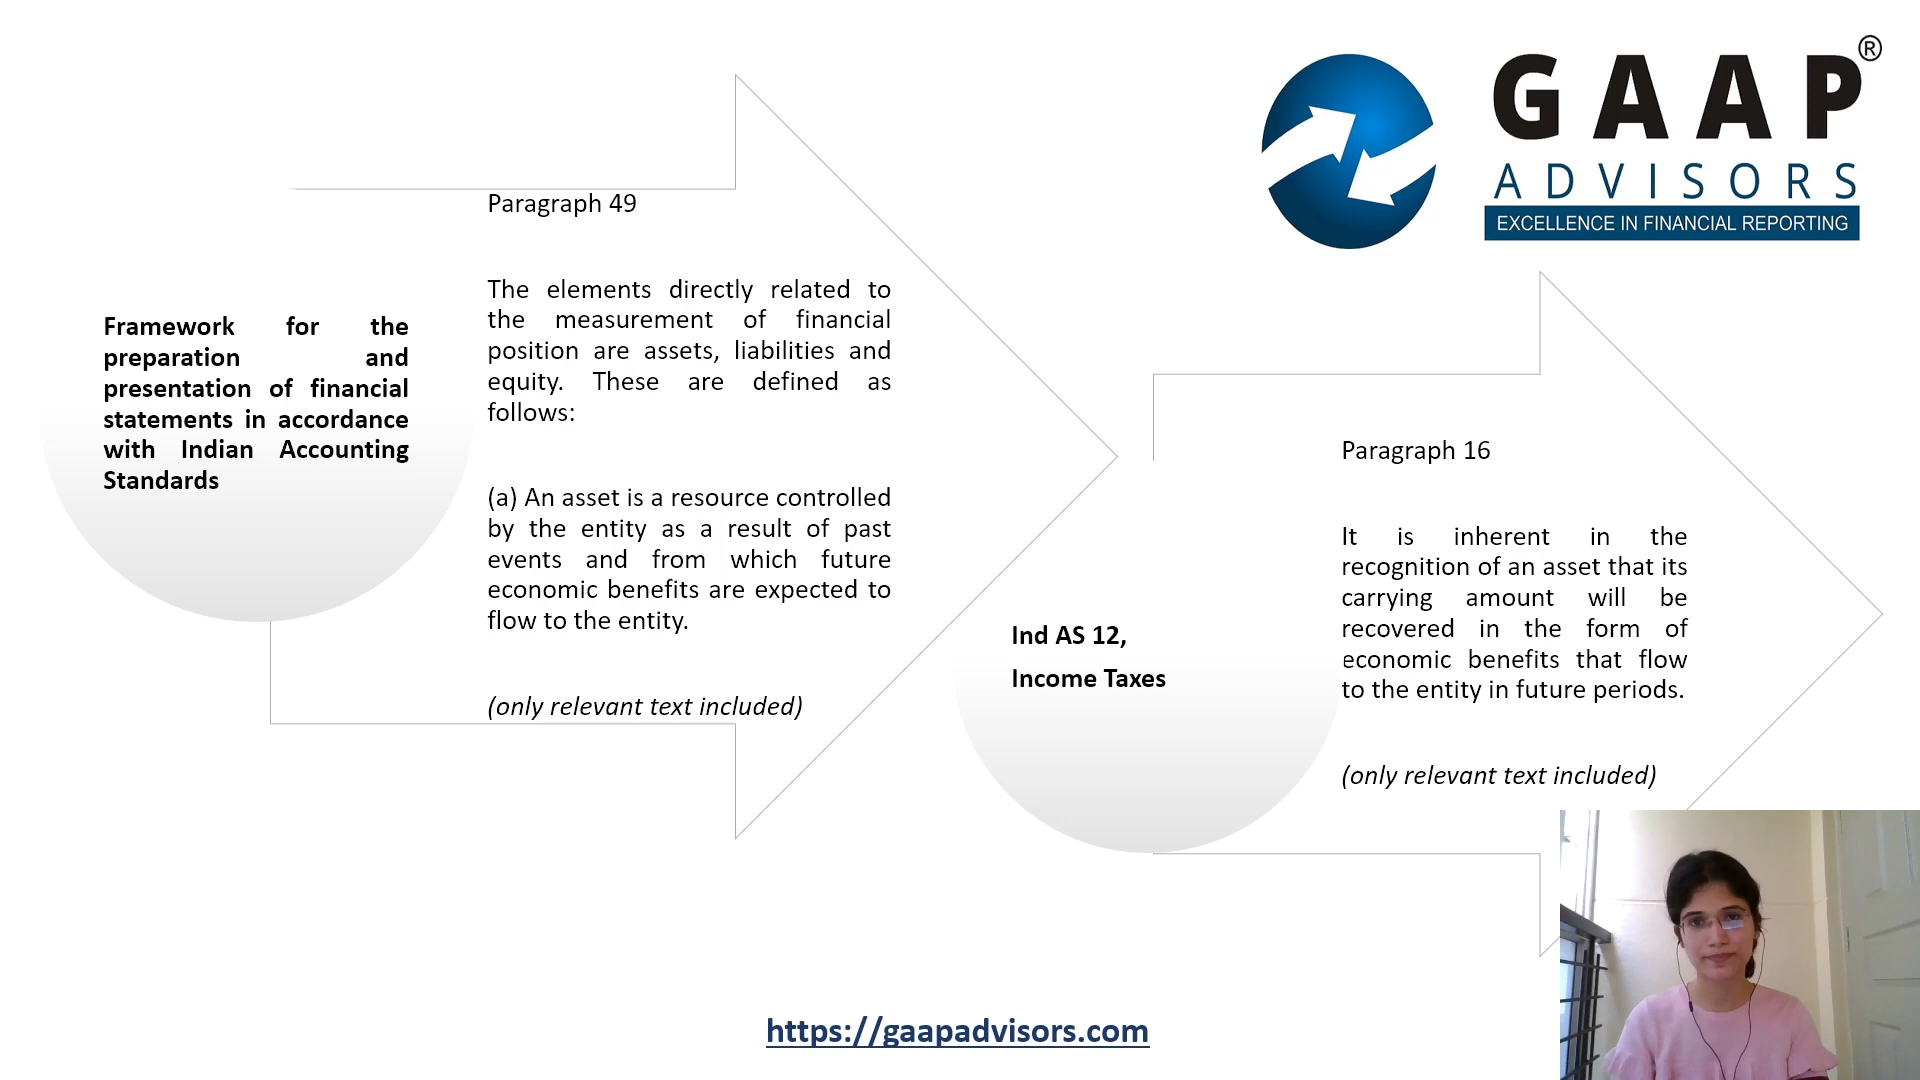 GAAP®
ADVISORS
EXCELLENCE IN FINANCIAL REPORTING
Framework for the
preparation and
presentation of financial
statements in accordance
with Indian Accounting
Standards
Paragraph 49
The elements directly related to
the measurement of financial
position are assets, liabilities and
equity. These are defined as
follows:
(a) An asset is a resource controlled
by the entity as a result of past
events and from which future
economic benefits are expected to
flow to the entity.
(only relevant text included)
Ind AS 12,
Income Taxes
Paragraph 16
It is inherent in the
recognition of an asset that its
carrying amount will be
recovered in the form of
economic benefits that flow
to the entity in future periods.
(only relevant text included)
https://gaapadvisors.com